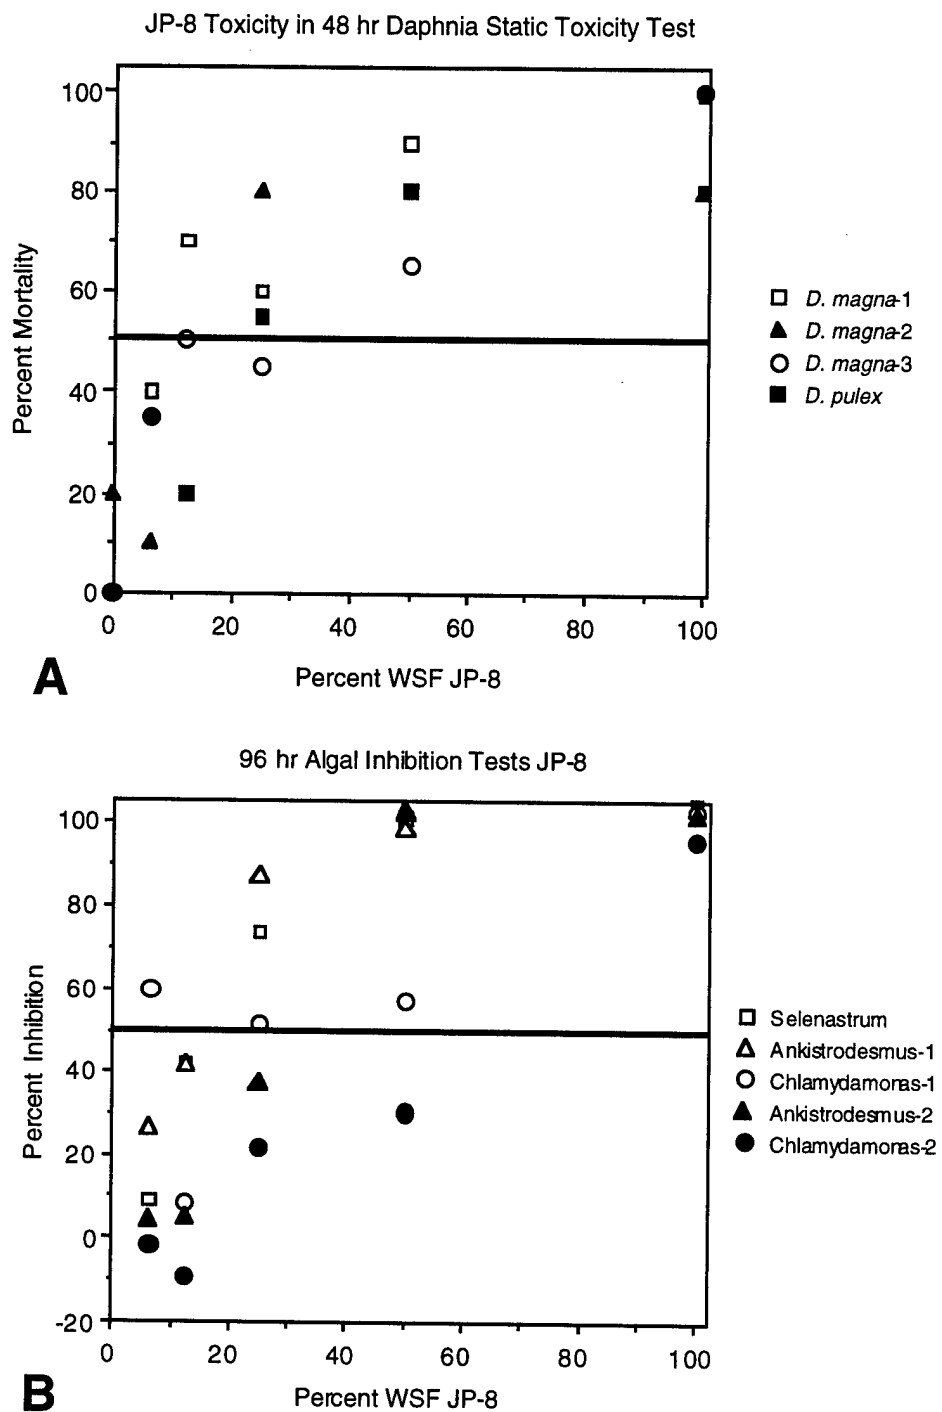 JP-8 Toxicity in 48 hr Daphnia Static Toxicity Test
100
80
60
40
20
0
Percent Mortality
0 20 40 60 80 100
Percent WSF JP-8
D. magna-1
D. magna-2
D. magna-3
D. pulex
A
96 hr Algal Inhibition Tests JP-8
100
80
60
40
20
0
-20
Percent Inhibition
0 20 40 60 80 100
Percent WSF JP-8
Selenastrum
Ankistrodesmus-1
Chlamydamonas-1
Ankistrodesmus-2
Chlamydamonas-2
B